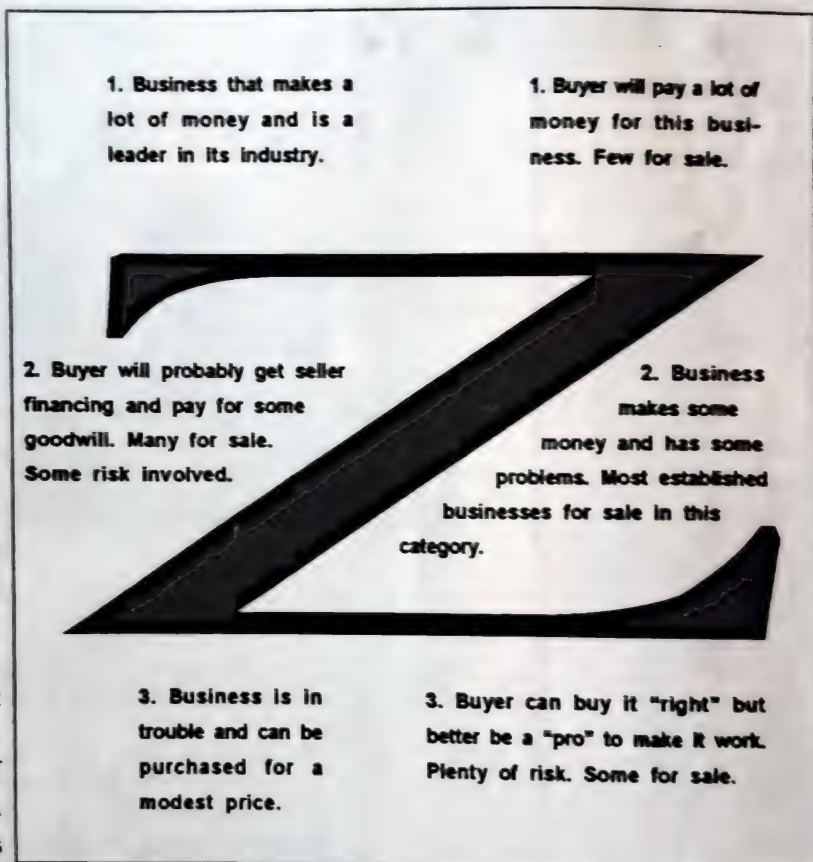 1. Business that makes a
lot of money and is a
leader in its industry.
1. Buyer will pay a lot of
money for this busi-
ness. Few for sale.
Z
2. Buyer will probably get seller
financing and pay for some
goodwill. Many for sale.
Some risk involved.
2. Business
makes some
money and has some
problems. Most established
businesses for sale in this
category.
3. Business is in
trouble and can be
purchased for a
modest price.
3. Buyer can buy it "right" but
better be a "pro" to make it work.
Plenty of risk. Some for sale.